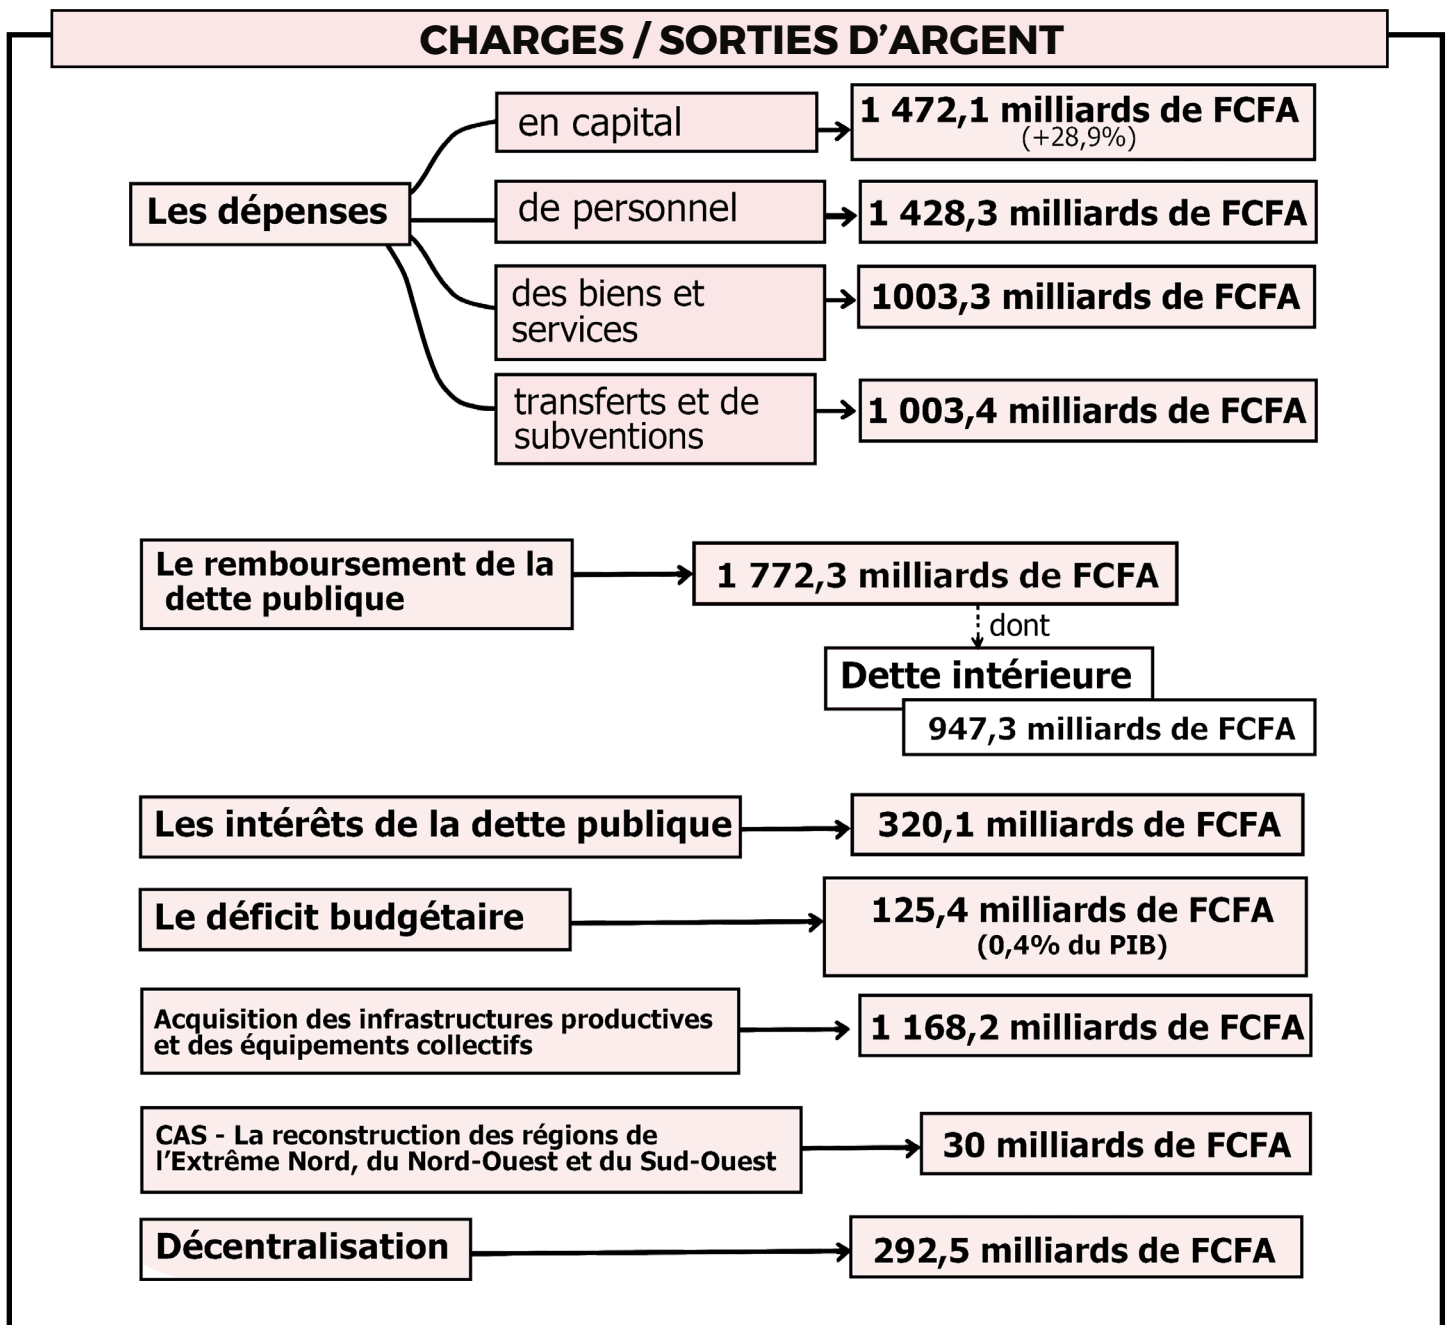 CHARGES / SORTIES D’ARGENT
Les dépenses
en capital
1 472,1 milliards de FCFA
(+28,9%)
de personnel
1 428,3 milliards de FCFA
des biens et
services
1003,3 milliards de FCFA
transferts et de
subventions
1 003,4 milliards de FCFA
Le remboursement de la
dette publique
1 772,3 milliards de FCFA
dont
Dette intérieure
947,3 milliards de FCFA
Les intérêts de la dette publique
320,1 milliards de FCFA
Le déficit budgétaire
125,4 milliards de FCFA
(0,4% du PIB)
Acquisition des infrastructures productives
et des équipements collectifs
1 168,2 milliards de FCFA
CAS - La reconstruction des régions de
l’Extrême Nord, du Nord-Ouest et du Sud-Ouest
30 milliards de FCFA
Décentralisation
292,5 milliards de FCFA